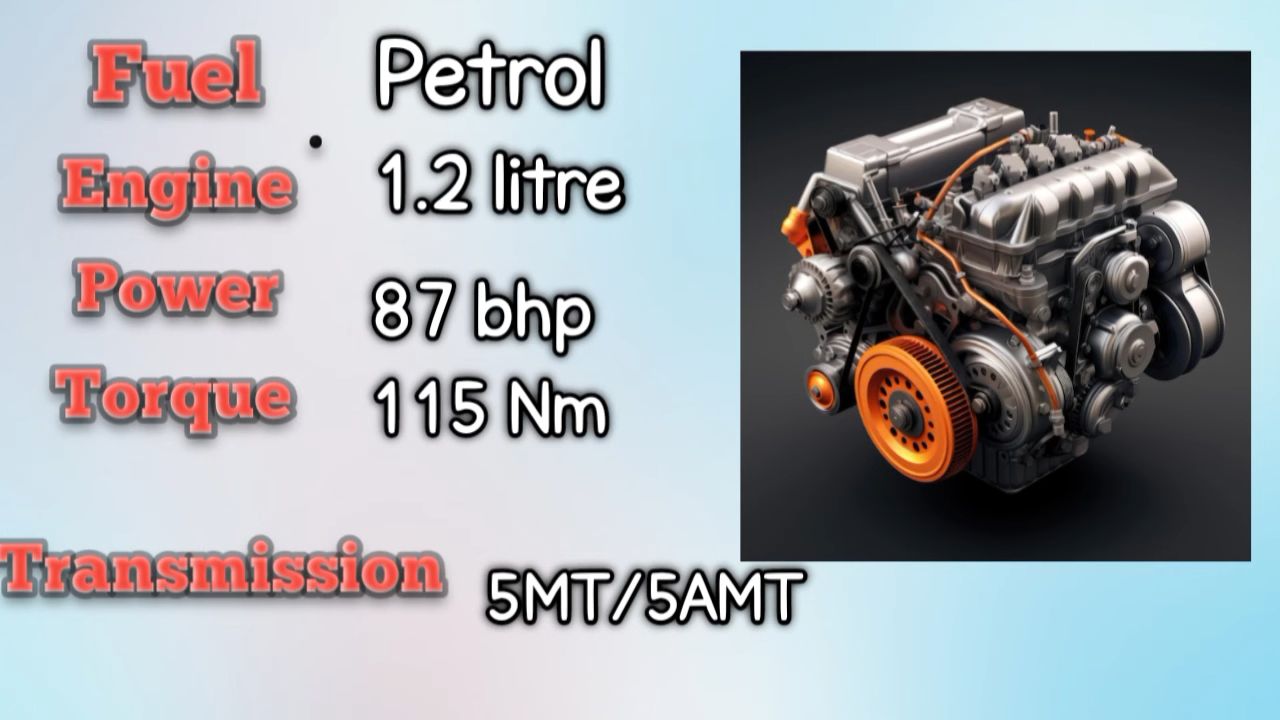 Fuel Petrol
Engine 1.2 litre
Power 87 bhp
Torque 115 Nm
Transmission 5MT/5AMT